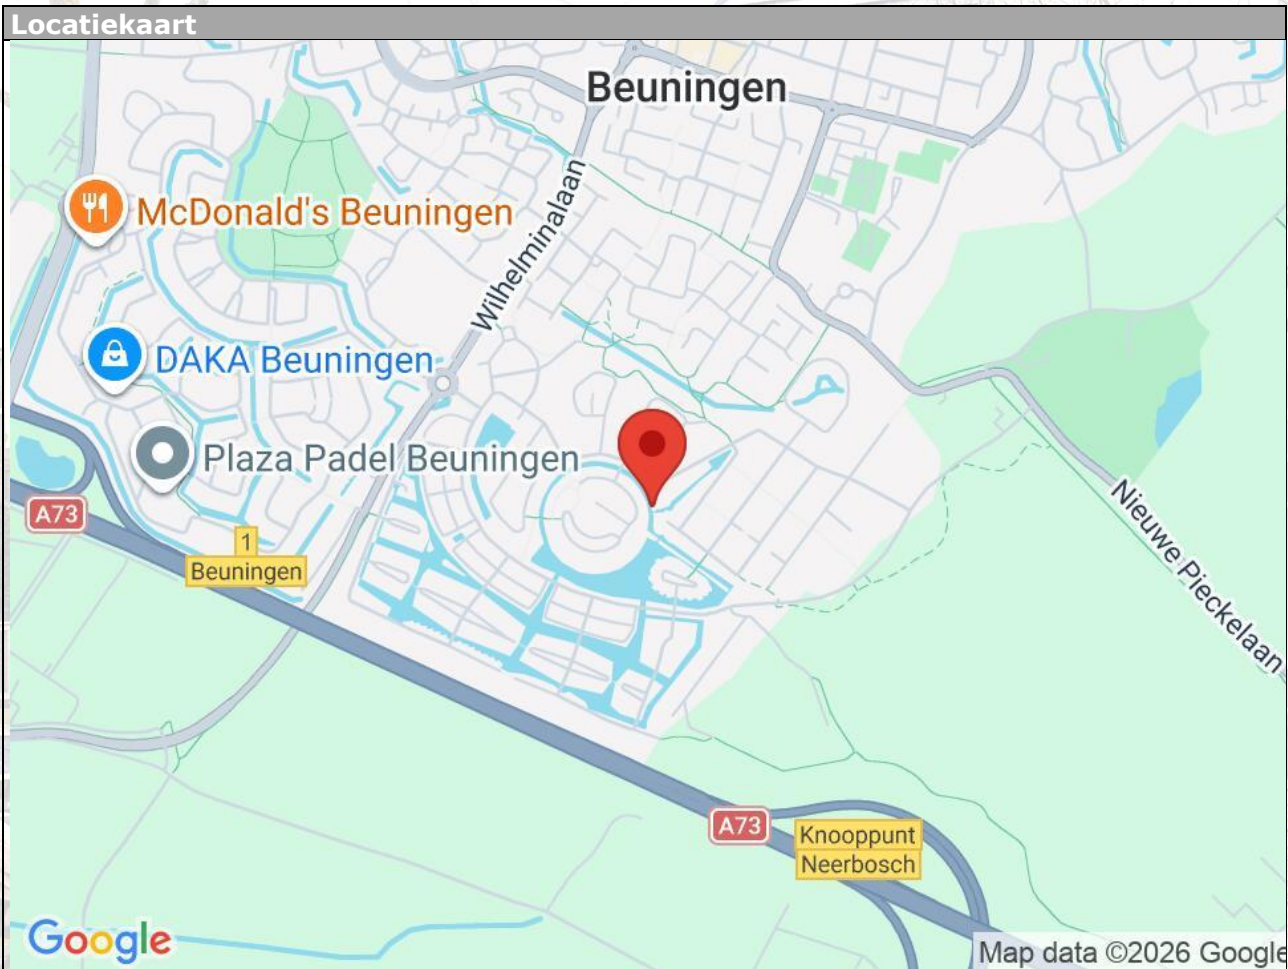 Locatiekaart
Beuningen
McDonald's Beuningen
Wilhelminalaan
DAKA Beuningen
Plaza Padel Beuningen
A73
1
Beuningen
Nieuwe Pieckelaan
A73
Knooppunt
Neerbosch
Google
Map data ©2026 Google